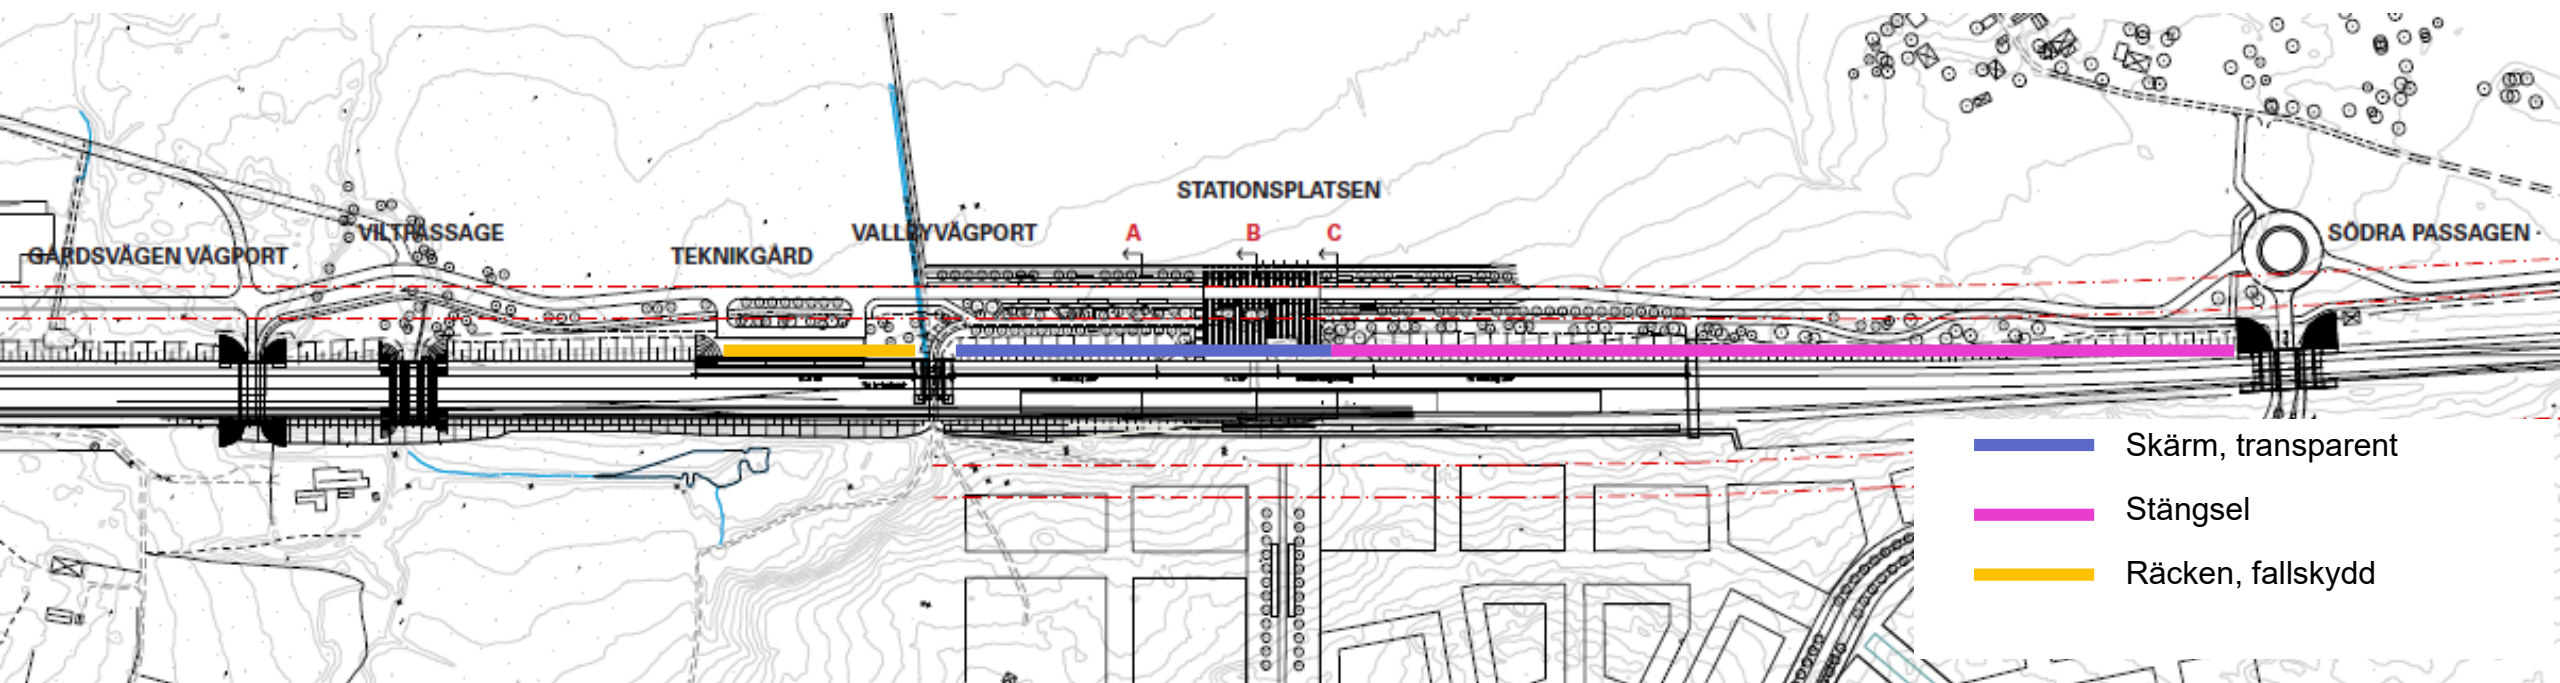 STATIONSPLATSEN
GÅRDSVÄGEN VÄGPORT
VILTPASSAGE
TEKNIKGÅRD
VALLBYVÄGPORT
A
B
C
SÖDRA PASSAGEN
Skärm, transparent
Stängsel
Räcken, fallskydd